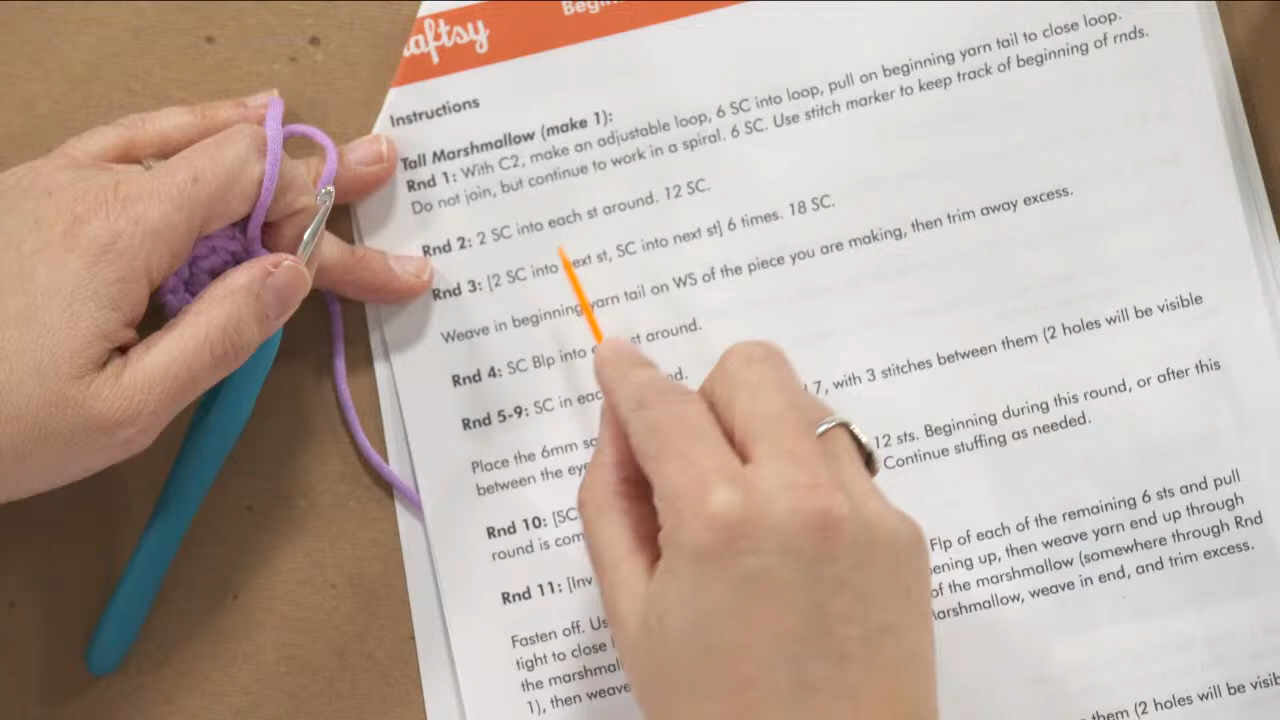 aftsy
Begin
Instructions
Tall Marshmallow (make 1):
Rnd 1: With C2, make an adjustable loop, 6 SC into loop, pull on beginning yarn tail to close loop.
Do not join, but continue to work in a spiral. 6 SC. Use stitch marker to keep track of beginning of rnds.
Rnd 2: 2 SC into each st around. 12 SC.
Rnd 3: [2 SC into next st, SC into next st] 6 times. 18 SC.
Weave in beginning yarn tail on WS of the piece you are making, then trim away excess.
Rnd 4: SC Blp into st around.
Rnd 5-9: SC in eac nd.
Place the 6mm 7, with 3 stitches between them (2 holes will be visible
between the eye
Rnd 10: [SC 12 sts. Beginning during this round, or after this
round is com Continue stuffing as needed.
Rnd 11: [Inv
Fasten off. Us Flp of each of the remaining 6 sts and pull
tight to close ening up, then weave yarn end up through
the marshmal of the marshmallow (somewhere through Rnd
1), then weave arshmallow, weave in end, and trim excess.
them (2 holes will be visib